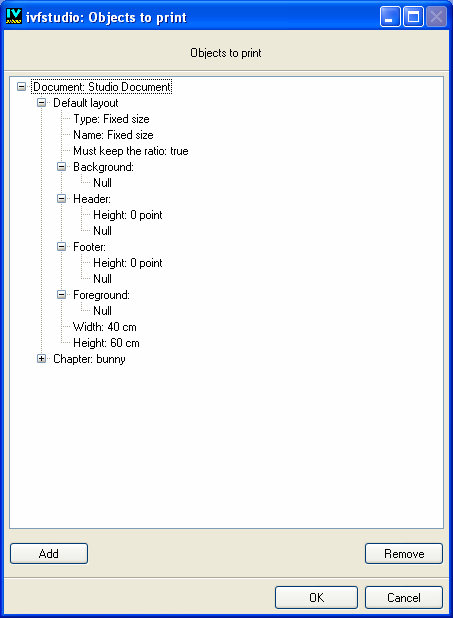 IV
STUDIO
ivfstudio: Objects to print
Objects to print
Document: Studio Document
Default layout
Type: Fixed size
Name: Fixed size
Must keep the ratio: true
Background:
Null
Header:
Height: 0 point
Null
Footer:
Height: 0 point
Null
Foreground:
Null
Width: 40 cm
Height: 60 cm
Chapter: bunny
Add Remove
OK Cancel